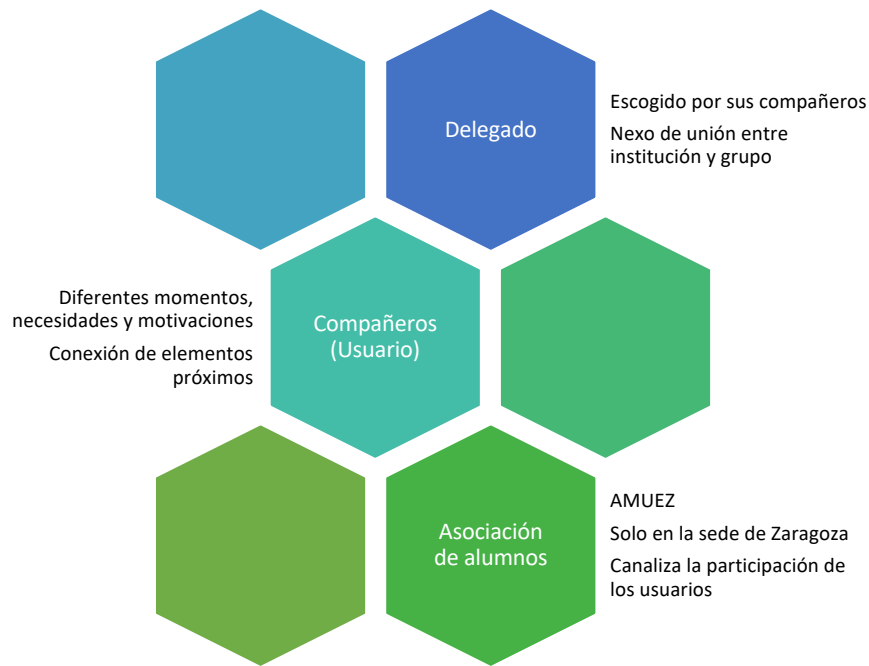 Delegado
Escogido por sus compañeros
Nexo de unión entre
institución y grupo
Diferentes momentos,
necesidades y motivaciones
Conexión de elementos
próximos
Compañeros
(Usuario)
Asociación
de alumnos
AMUEZ
Solo en la sede de Zaragoza
Canaliza la participación de
los usuarios